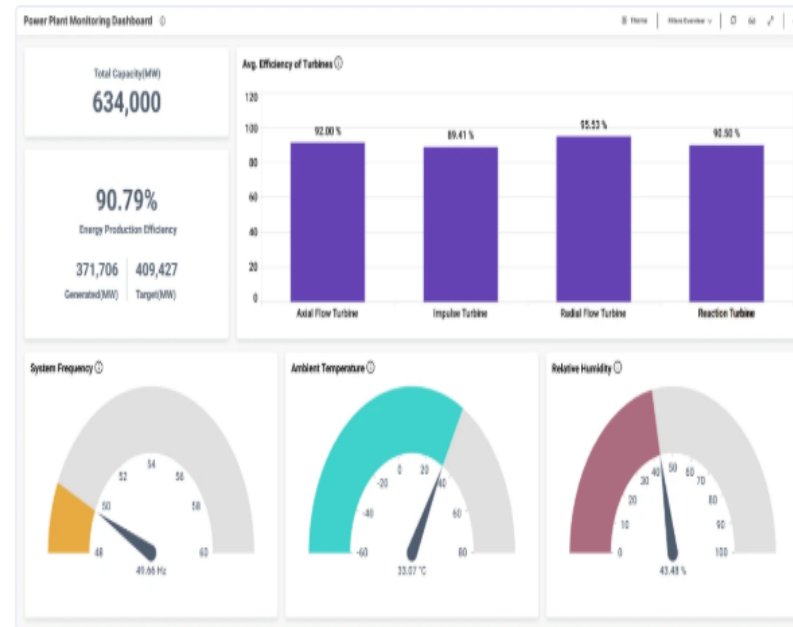 Power Plant Monitoring Dashboard
Total Capacity(MW)
634,000
90.79%
Energy Production Efficiency
371,706 409,427
Generated(MW) Target(MW)
Avg. Efficiency of Turbines
120
100
80
60
40
20
0
92.00 %
89.41 %
95.53 %
90.50 %
Axial Flow Turbine
Impulse Turbine
Radial Flow Turbine
Reaction Turbine
System Frequency
48
50
52
54
56
58
60
49.66 Hz
Ambient Temperature
-60
-40
-20
0
20
40
60
80
33.07 °C
Relative Humidity
0
10
20
30
40
50
60
70
80
90
100
43.48 %